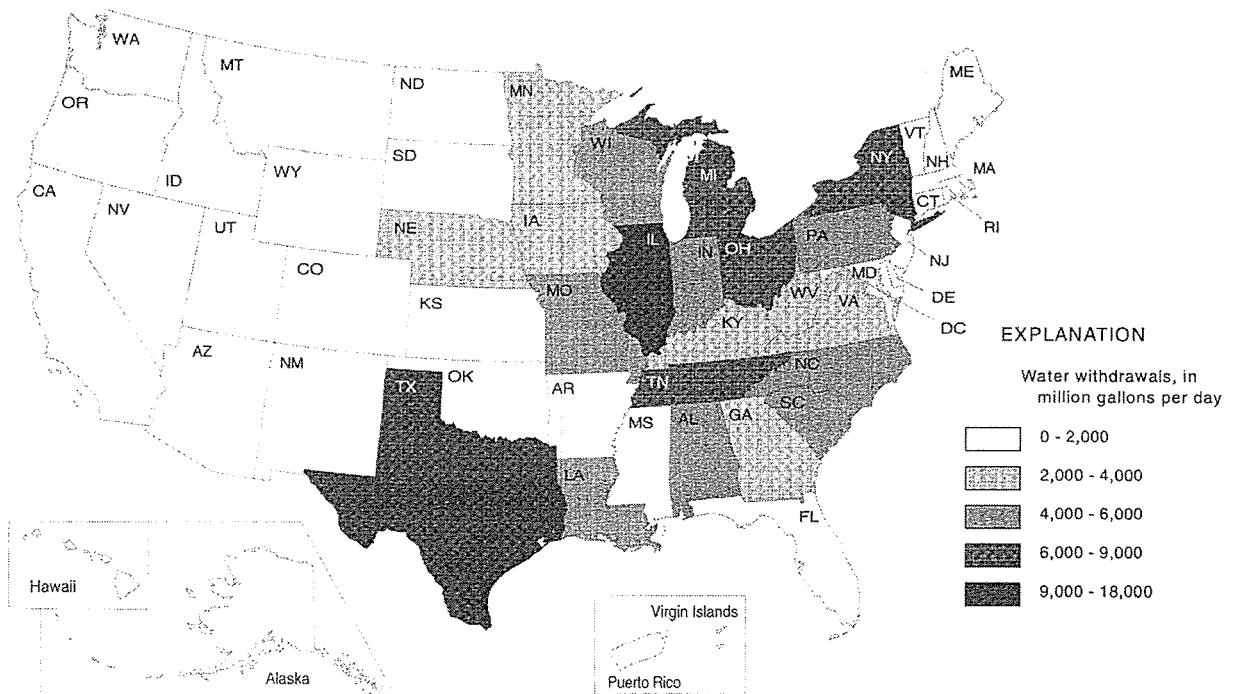 WA
MT
ND
MN
ME
OR
ID
WY
SD
WI
MI
NY
VT
NH
MA
CT
RI
CA
NV
UT
CO
NE
KS
IA
MO
IL
IN
OH
PA
NJ
MD
DE
DC
WV
VA
KY
AZ
NM
TX
OK
AR
LA
MS
TN
AL
GA
NC
SC
FL
Hawaii
Alaska
Virgin Islands
Puerto Rico
EXPLANATION
Water withdrawals, in
million gallons per day
0 - 2,000
2,000 - 4,000
4,000 - 6,000
6,000 - 9,000
9,000 - 18,000